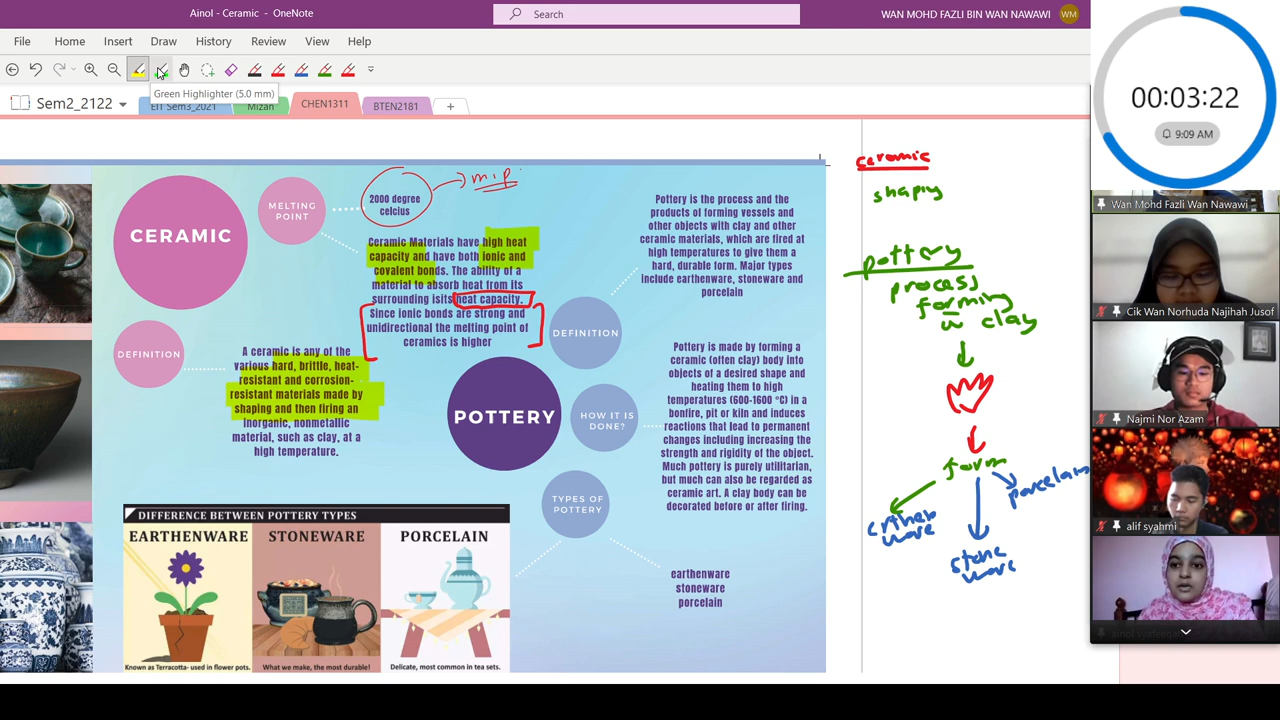 Ainol - Ceramic - OneNote
Search
WAN MOHD FAZLI BIN WAN NAWAWI
WM
File Home Insert Draw History Review View Help
Green Highlighter (5.0 mm)
Sem2_2122
EIT Sem3_2021
Mizan
CHEN1311
BTEN2181
00:03:22
9:09 AM
CERAMIC
MELTING
POINT
2000 degree
celcius
m.p.
Ceramic Materials have high heat
capacity and have both ionic and
covalent bonds. The ability of a
material to absorb heat from its
surrounding isits heat capacity.
Since ionic bonds are strong and
unidirectional the melting point of
ceramics is higher
DEFINITION
A ceramic is any of the
various hard, brittle, heat-
resistant and corrosion-
resistant materials made by
shaping and then firing an
inorganic, nonmetallic
material, such as clay, at a
high temperature.
Pottery is the process and the
products of forming vessels and
other objects with clay and other
ceramic materials, which are fired at
high temperatures to give them a
hard, durable form. Major types
include earthenware, stoneware and
porcelain
DEFINITION
POTTERY
HOW IT IS
DONE?
Pottery is made by forming a
ceramic (often clay) body into
objects of a desired shape and
heating them to high
temperatures (600-1600 °C) in a
bonfire, pit or kiln and induces
reactions that lead to permanent
changes including increasing the
strength and rigidity of the object.
Much pottery is purely utilitarian,
but much can also be regarded as
ceramic art. A clay body can be
decorated before or after firing.
TYPES OF
POTTERY
earthenware
stoneware
porcelain
DIFFERENCE BETWEEN POTTERY TYPES
EARTHENWARE
STONEWARE
PORCELAIN
Known as Terracotta- used in flower pots.
What we make, the most durable!
Delicate, most common in tea sets.
ceramic
shaping
pottery
process
forming
w clay
form
porcelain
stone
ware
Wan Mohd Fazli Wan Nawawi
Cik Wan Norhuda Najihah Jusof
Najmi Nor Azam
alif syahmi